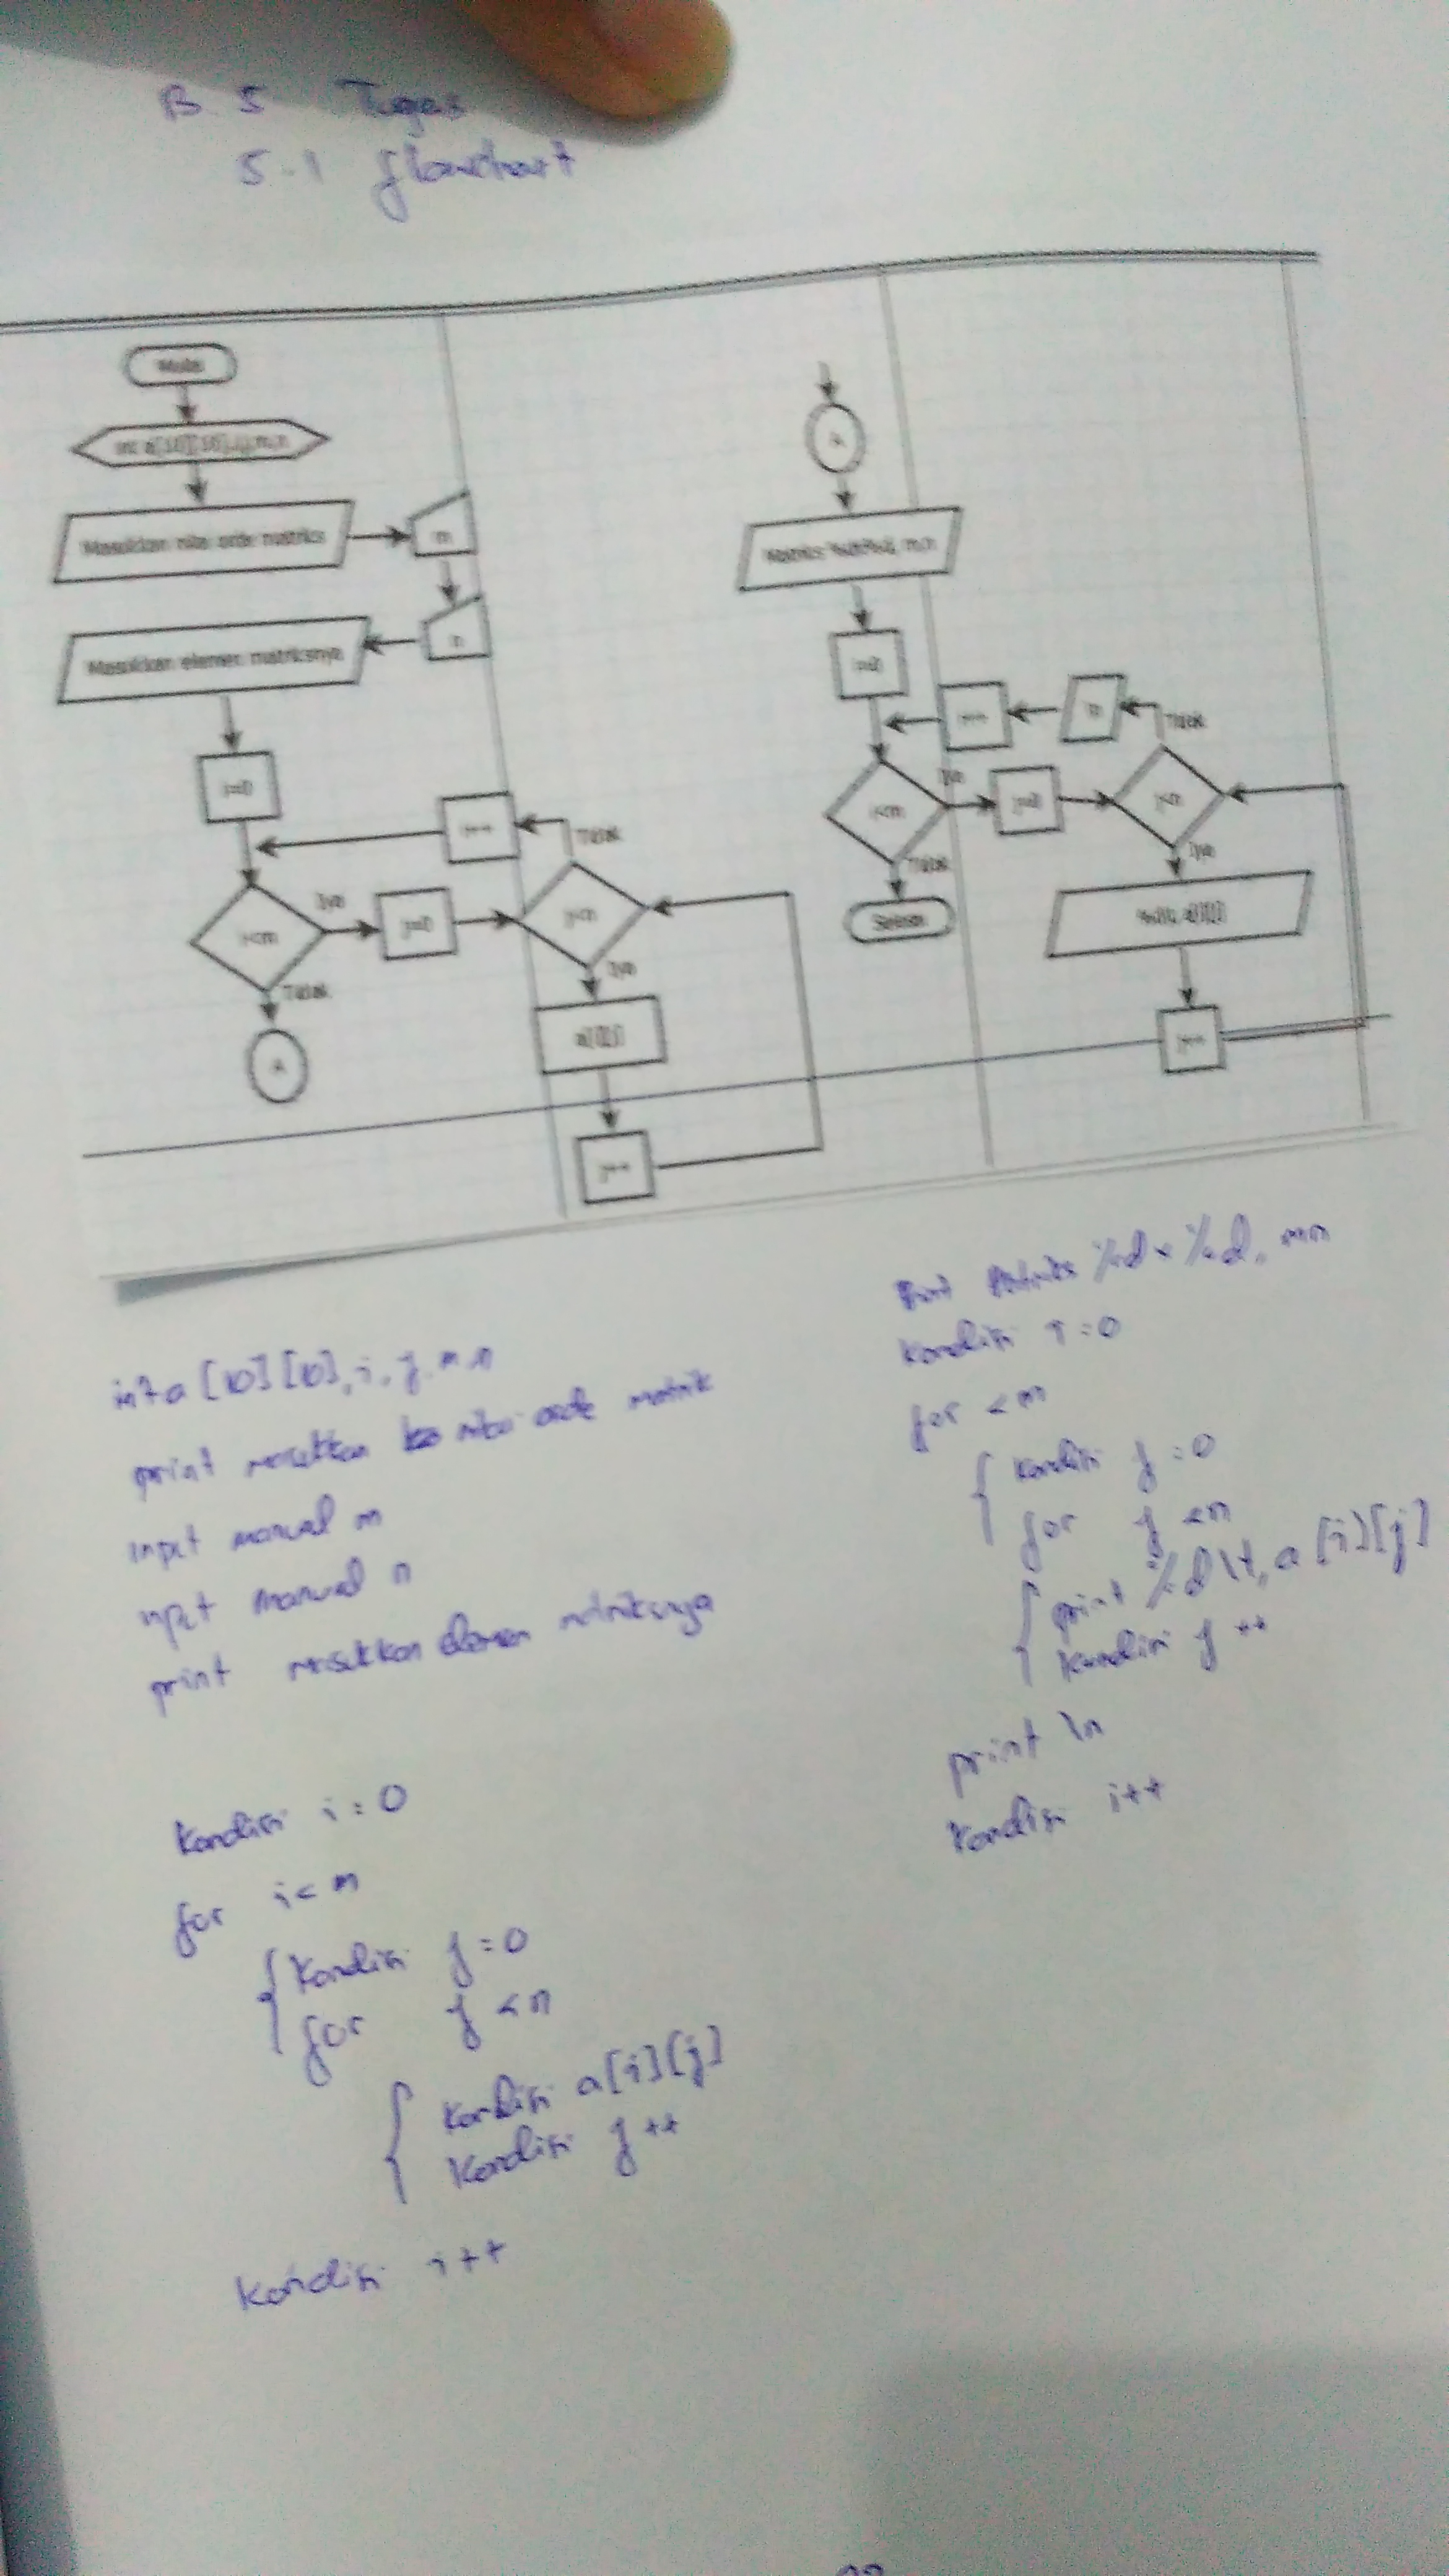 B 5 Tugas
5.1 flowchart
Mulai
int a[10][10],i,j,m,n
Masukkan nilai orde matriks
m
n
Masukkan elemen matriksnya
i=0
i++
Tidak
i<m
Iya
j=0
j<n
Tidak
Iya
a[i][j]
j++
Matriks %dx%d, m,n
i=0
Tidak
i<m
Iya
j=0
j<n
Tidak
Iya
Selesai
j++
int a [10] [10], i, j, m, n
print masukkan nilai orde matrik
input manual m
input manual n
print masukkan elemen matriksnya
Kondisi i = 0
for i < m
{ Kondisi j = 0
for j < n
{ Kondisi a[i][j]
Kondisi j ++
Kondisi i ++
Print Matriks %d x %d, m n
Kondisi i = 0
for < m
{ Kondisi j = 0
for j < n
{ print %d \t, a [i][j]
Kondisi j ++
print \n
Kondisi i++